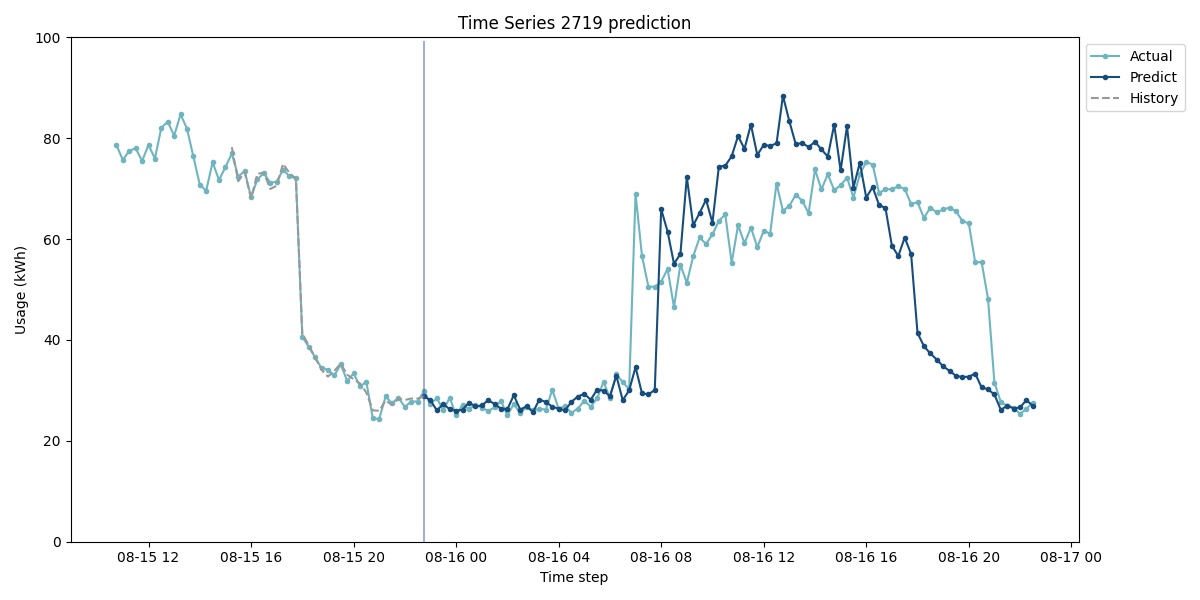 Time Series 2719 prediction
100
80
60
40
20
0
Usage (kWh)
08-15 12
08-15 16
08-15 20
08-16 00
08-16 04
08-16 08
08-16 12
08-16 16
08-16 20
08-17 00
Time step
Actual
Predict
History